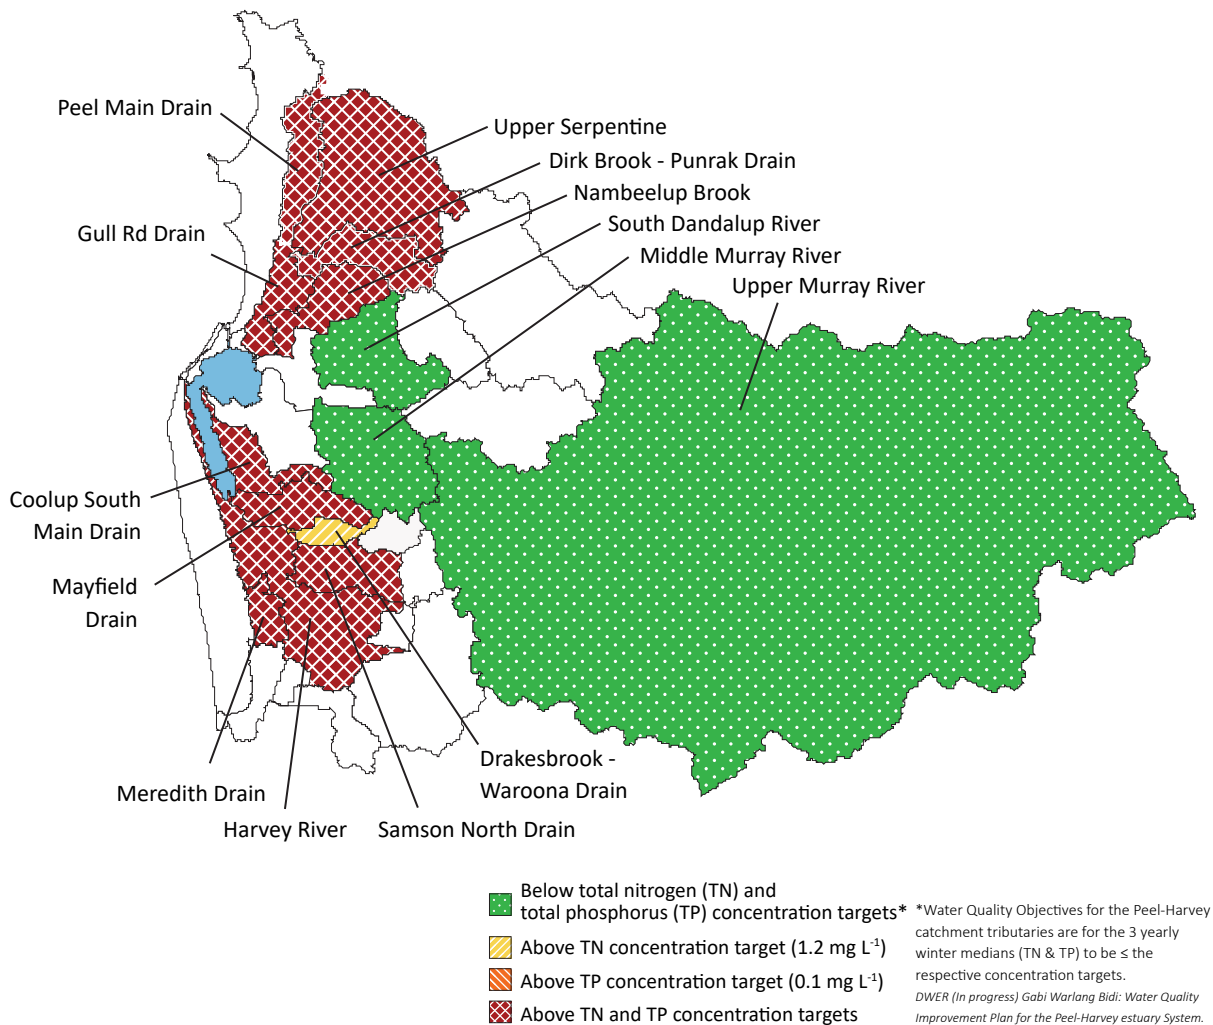 Peel Main Drain
Upper Serpentine
Dirk Brook - Punrak Drain
Nambeelup Brook
South Dandalup River
Gull Rd Drain
Middle Murray River
Upper Murray River
Coolup South
Main Drain
Mayfield
Drain
Drakesbrook -
Waroona Drain
Meredith Drain
Harvey River
Samson North Drain
Below total nitrogen (TN) and
total phosphorus (TP) concentration targets*
Above TN concentration target (1.2 mg L⁻¹)
Above TP concentration target (0.1 mg L⁻¹)
Above TN and TP concentration targets
*Water Quality Objectives for the Peel-Harvey
catchment tributaries are for the 3 yearly
winter medians (TN & TP) to be ≤ the
respective concentration targets.
DWER (In progress) Gabi Warlang Bidi: Water Quality
Improvement Plan for the Peel-Harvey estuary System.